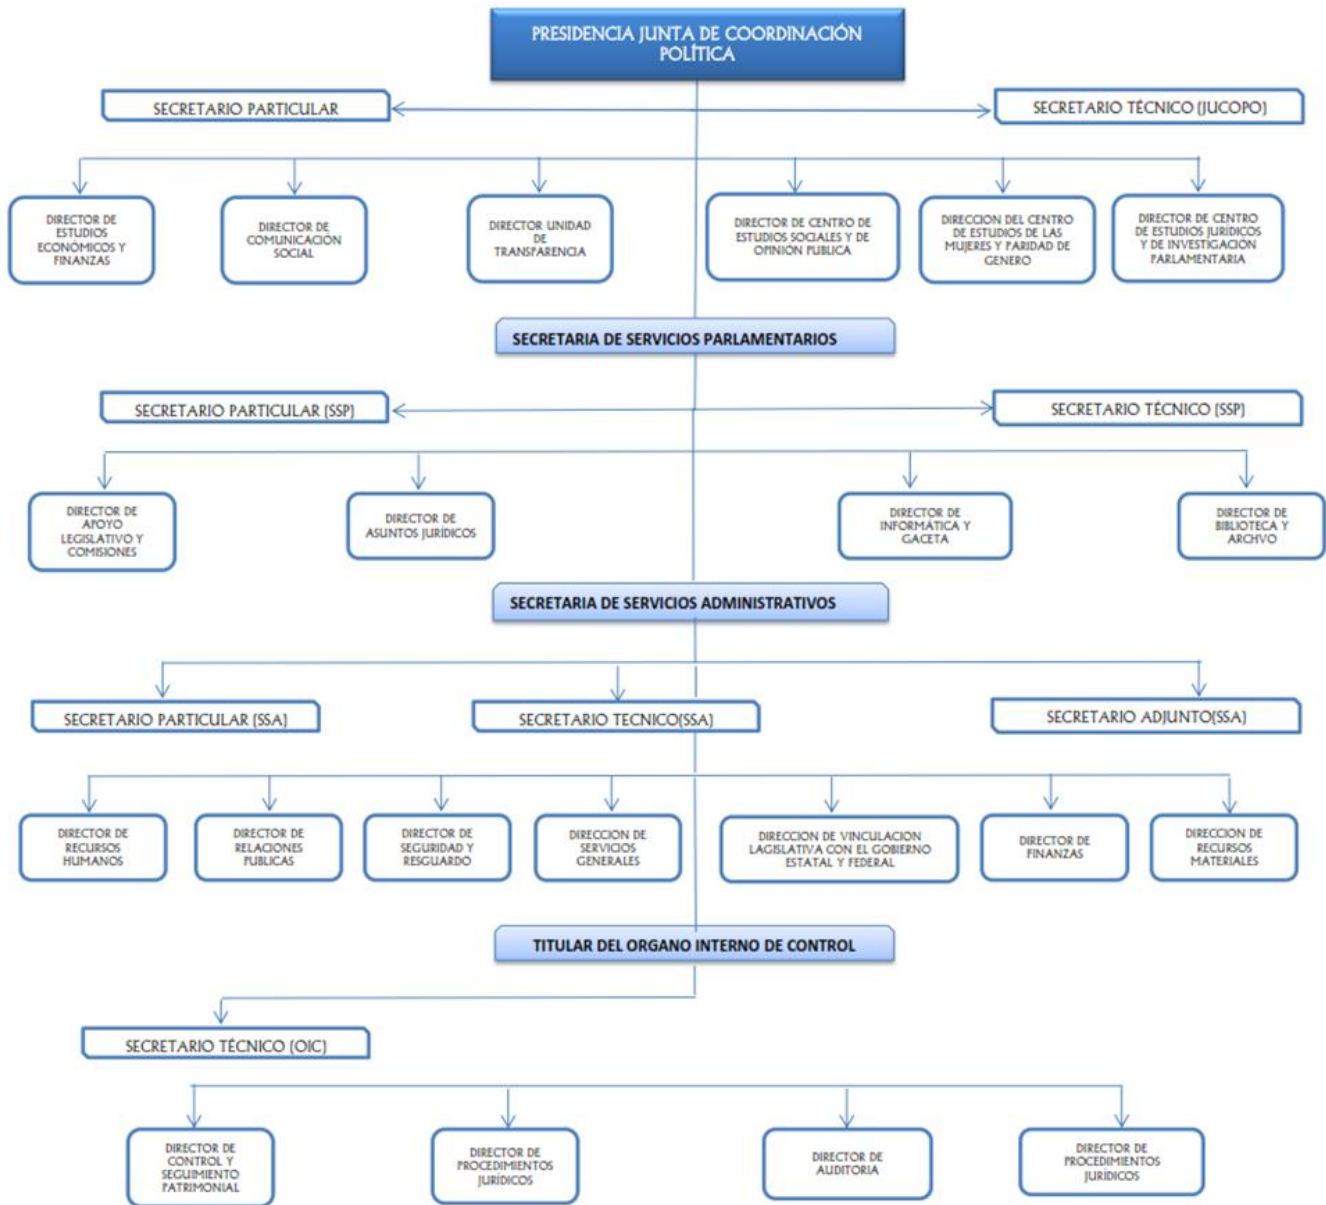 PRESIDENCIA JUNTA DE COORDINACIÓN
POLÍTICA
SECRETARIO PARTICULAR
SECRETARIO TÉCNICO (JUCOPO)
DIRECTOR DE
ESTUDIOS
ECONÓMICOS Y
FINANZAS
DIRECTOR DE
COMUNICACIÓN
SOCIAL
DIRECTOR UNIDAD
DE
TRANSPARENCIA
DIRECTOR DE CENTRO DE
ESTUDIOS SOCIALES Y DE
OPINIÓN PUBLICA
DIRECCION DEL CENTRO
DE ESTUDIOS DE LAS
MUJERES Y PARIDAD DE
GENERO
DIRECTOR DE CENTRO
DE ESTUDIOS JURÍDICOS
Y DE INVESTIGACIÓN
PARLAMENTARIA
SECRETARIA DE SERVICIOS PARLAMENTARIOS
SECRETARIO PARTICULAR (SSP)
SECRETARIO TÉCNICO (SSP)
DIRECTOR DE
APOYO
LEGISLATIVO Y
COMISIONES
DIRECTOR DE
ASUNTOS JURÍDICOS
DIRECTOR DE
INFORMÁTICA Y
GACETA
DIRECTOR DE
BIBLIOTECA Y
ARCHVO
SECRETARIA DE SERVICIOS ADMINISTRATIVOS
SECRETARIO PARTICULAR (SSA)
SECRETARIO TECNICO(SSA)
SECRETARIO ADJUNTO(SSA)
DIRECTOR DE
RECURSOS
HUMANOS
DIRECTOR DE
RELACIONES
PUBLICAS
DIRECTOR DE
SEGURIDAD Y
RESGUARDO
DIRECCION DE
SERVICIOS
GENERALES
DIRECCION DE VINCULACION
LAGISLATIVA CON EL GOBIERNO
ESTATAL Y FEDERAL
DIRECTOR DE
FINANZAS
DIRECCION DE
RECURSOS
MATERIALES
TITULAR DEL ORGANO INTERNO DE CONTROL
SECRETARIO TÉCNICO (OIC)
DIRECTOR DE
CONTROL Y
SEGUIMIENTO
PATRIMONIAL
DIRECTOR DE
PROCEDIMIENTOS
JURÍDICOS
DIRECTOR DE
AUDITORIA
DIRECTOR DE
PROCEDIMIENTOS
JURÍDICOS